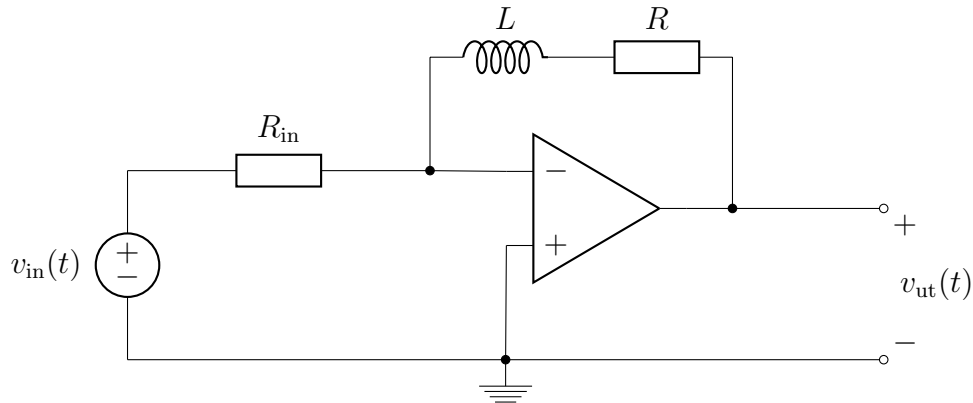 L
R
R_in
−
+
v_in(t)
+
−
+
v_ut(t)
−